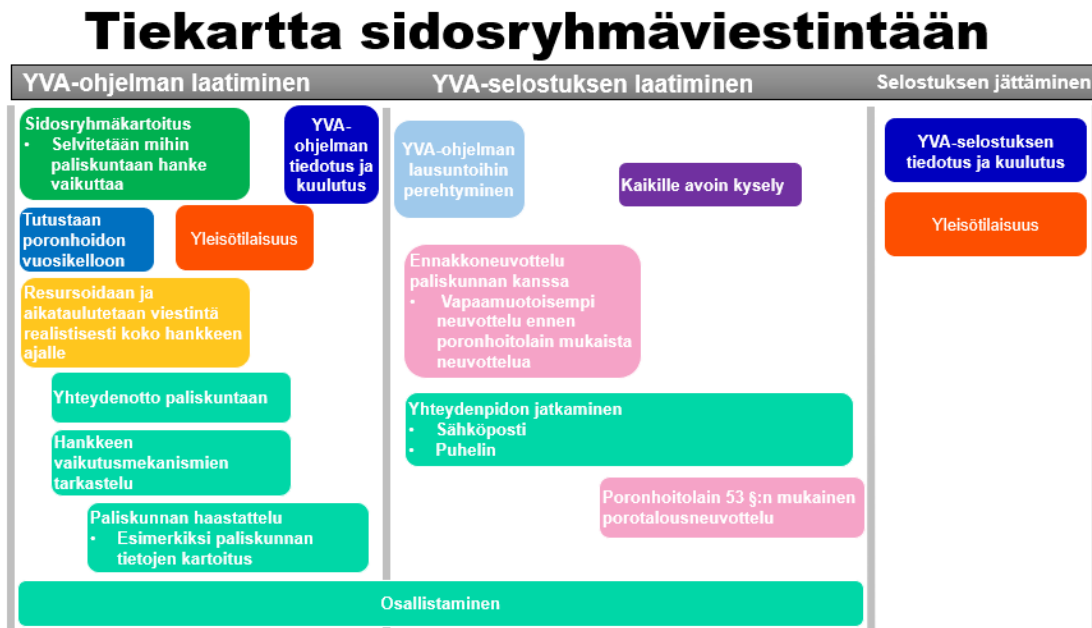 Tiekartta sidosryhmäviestintään
YVA-ohjelman laatiminen
YVA-selostuksen laatiminen
Selostuksen jättäminen
Sidosryhmäkartoitus
• Selvitetään mihin
paliskuntaan hanke
vaikuttaa
YVA-
ohjelman
tiedotus ja
kuulutus
Tutustaan
poronhoidon
vuosikelloon
Yleisötilaisuus
Resursoidaan ja
aikataulutetaan viestintä
realistisesti koko hankkeen
ajalle
Yhteydenotto paliskuntaan
Hankkeen
vaikutusmekanismien
tarkastelu
Paliskunnan haastattelu
• Esimerkiksi paliskunnan
tietojen kartoitus
YVA-ohjelman
lausuntoihin
perehtyminen
Kaikille avoin kysely
Ennakkoneuvottelu
paliskunnan kanssa
• Vapaamuotoisempi
neuvottelu ennen
poronhoitolain mukaista
neuvottelua
Yhteydenpidon jatkaminen
• Sähköposti
• Puhelin
Poronhoitolain 53 §:n mukainen
porotalousneuvottelu
YVA-selostuksen
tiedotus ja kuulutus
Yleisötilaisuus
Osallistaminen